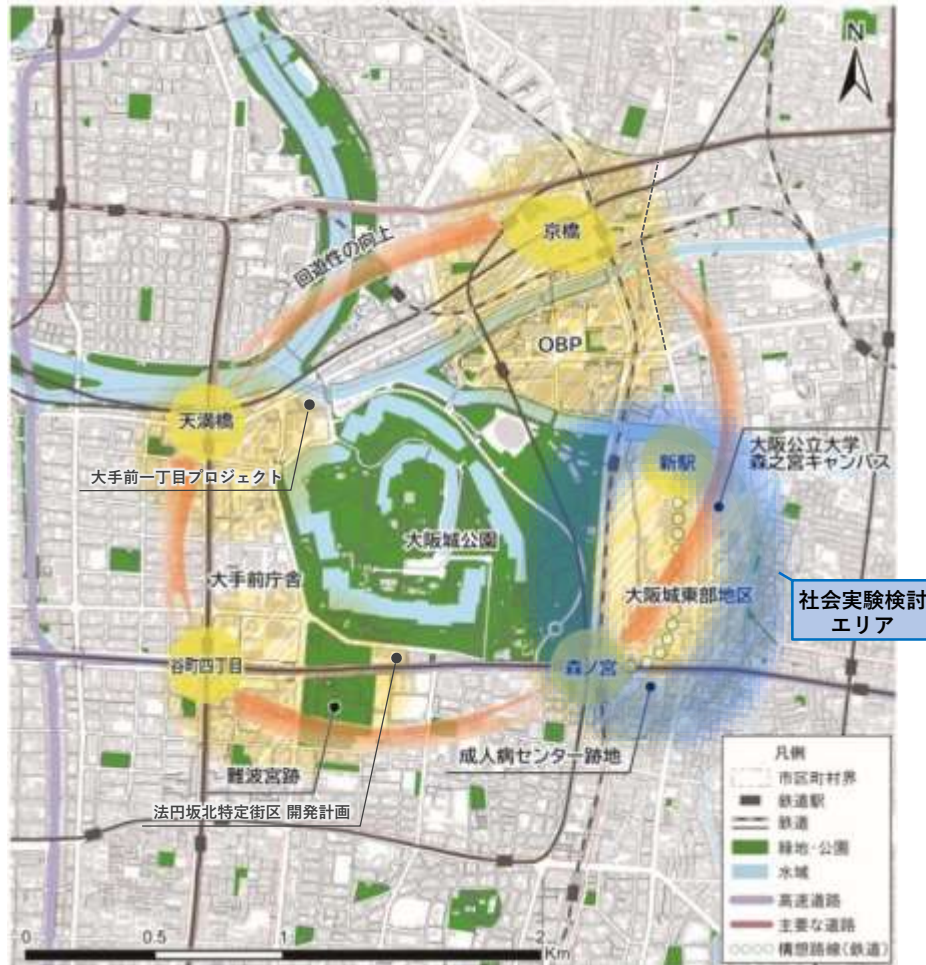 N
京橋
回遊性の向上
OBP
天満橋
新駅
大阪公立大学
森之宮キャンパス
大手前一丁目プロジェクト
大阪城公園
大手前庁舎
大阪城東部地区
社会実験検討
エリア
谷町四丁目
森ノ宮
難波宮跡
成人病センター跡地
法円坂北特定街区 開発計画
凡例
市区町村界
鉄道駅
鉄道
緑地・公園
水域
高速道路
主要な道路
構想路線(鉄道)
0 0.5 1 2
Km